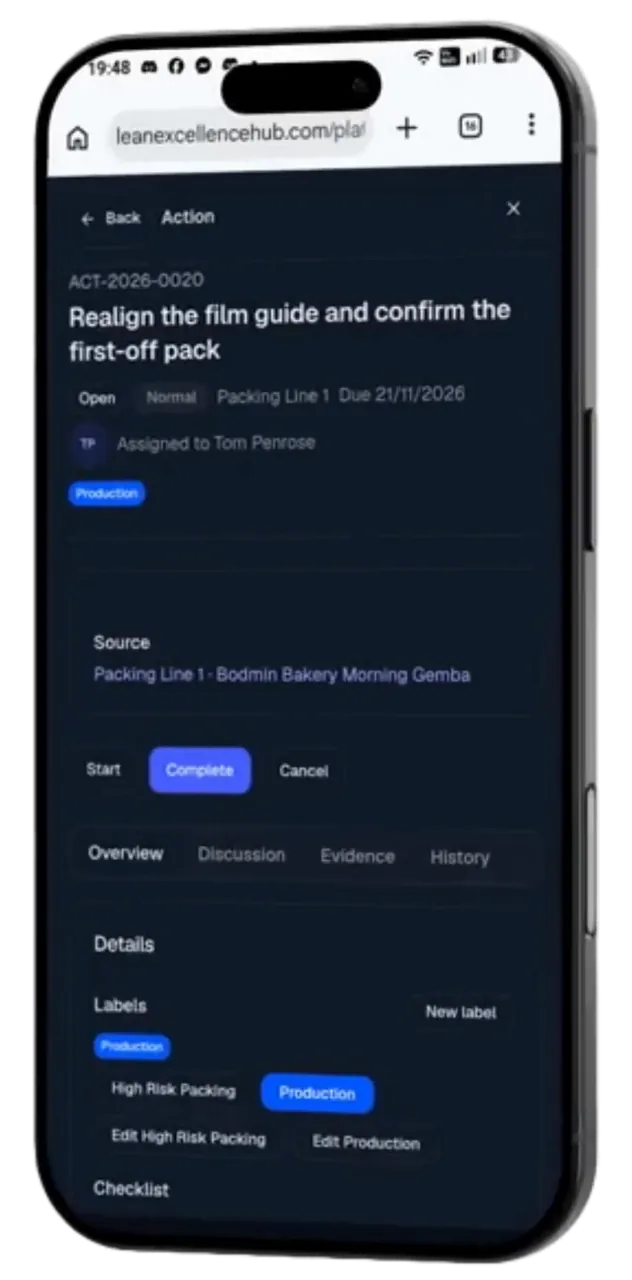 19:48
leanexcellencehub.com/plat
16
← Back Action ×
ACT-2026-0020
Realign the film guide and confirm the
first-off pack
Open Normal Packing Line 1 Due 21/11/2026
TP Assigned to Tom Penrose
Production
Source
Packing Line 1 · Bodmin Bakery Morning Gemba
Start Complete Cancel
Overview Discussion Evidence History
Details
Labels New label
Production
High Risk Packing Production
Edit High Risk Packing Edit Production
Checklist